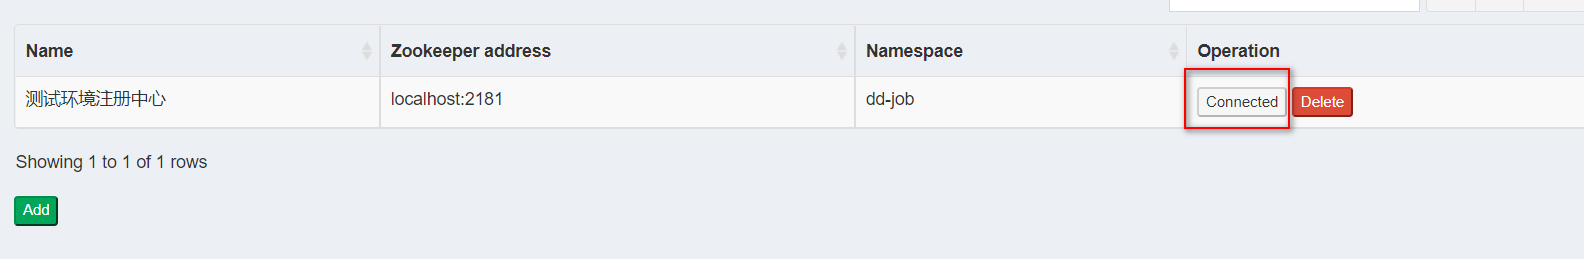 Name Zookeeper address Namespace Operation
测试环境注册中心 localhost:2181 dd-job Connected Delete
Showing 1 to 1 of 1 rows
Add